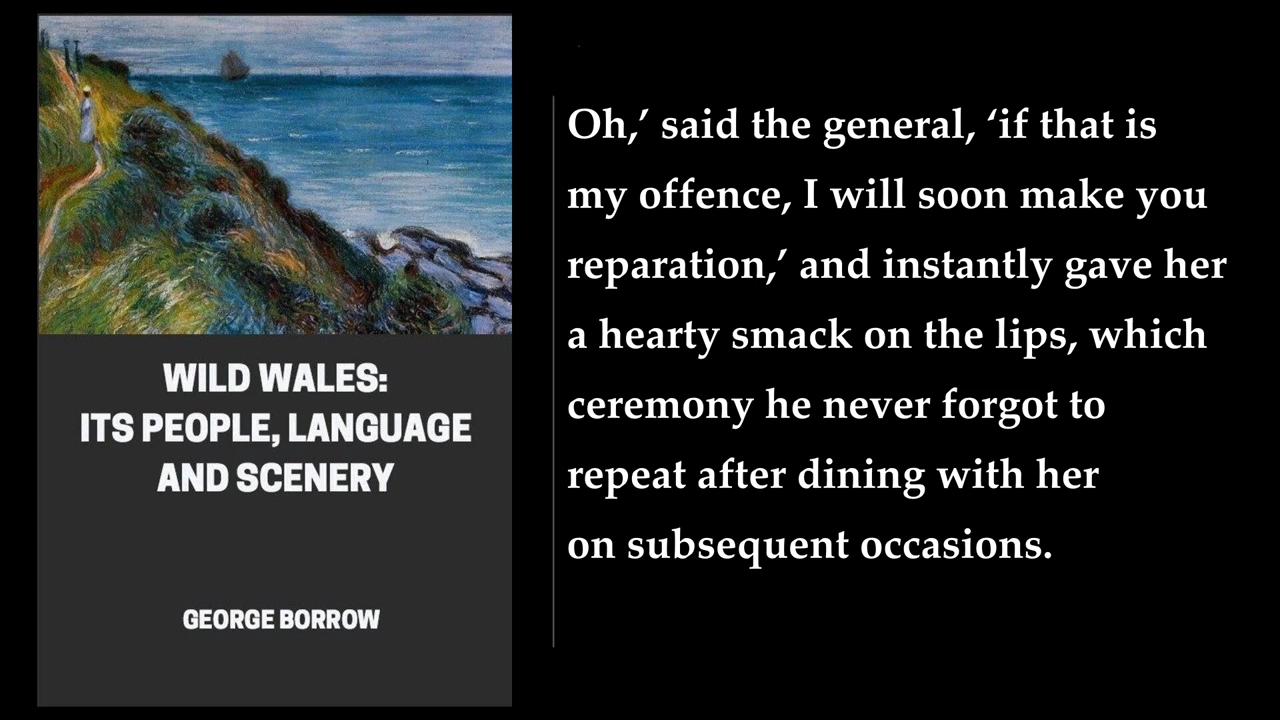 WILD WALES:
ITS PEOPLE, LANGUAGE
AND SCENERY
GEORGE BORROW
Oh,’ said the general, ‘if that is
my offence, I will soon make you
reparation,’ and instantly gave her
a hearty smack on the lips, which
ceremony he never forgot to
repeat after dining with her
on subsequent occasions.